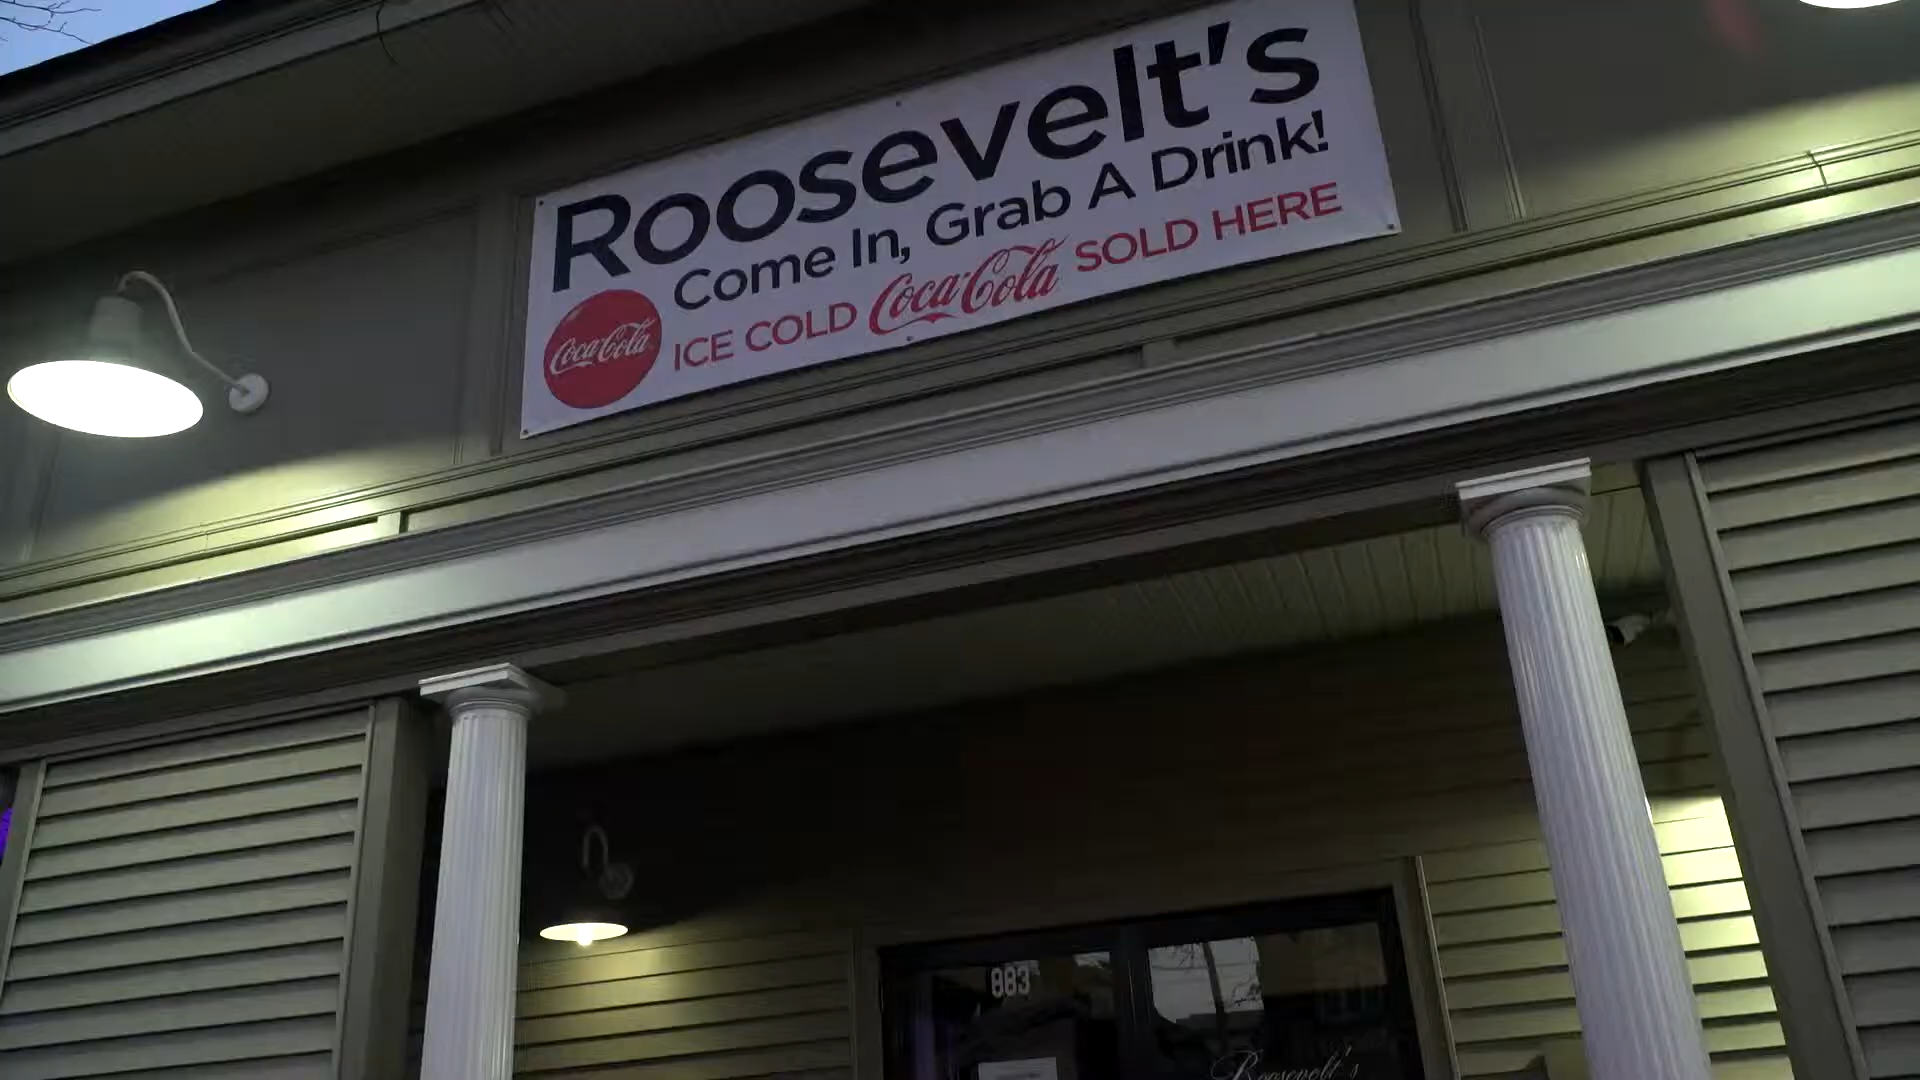 Roosevelt's
Come In, Grab A Drink!
Coca-Cola
ICE COLD Coca-Cola SOLD HERE
883
Roosevelt's